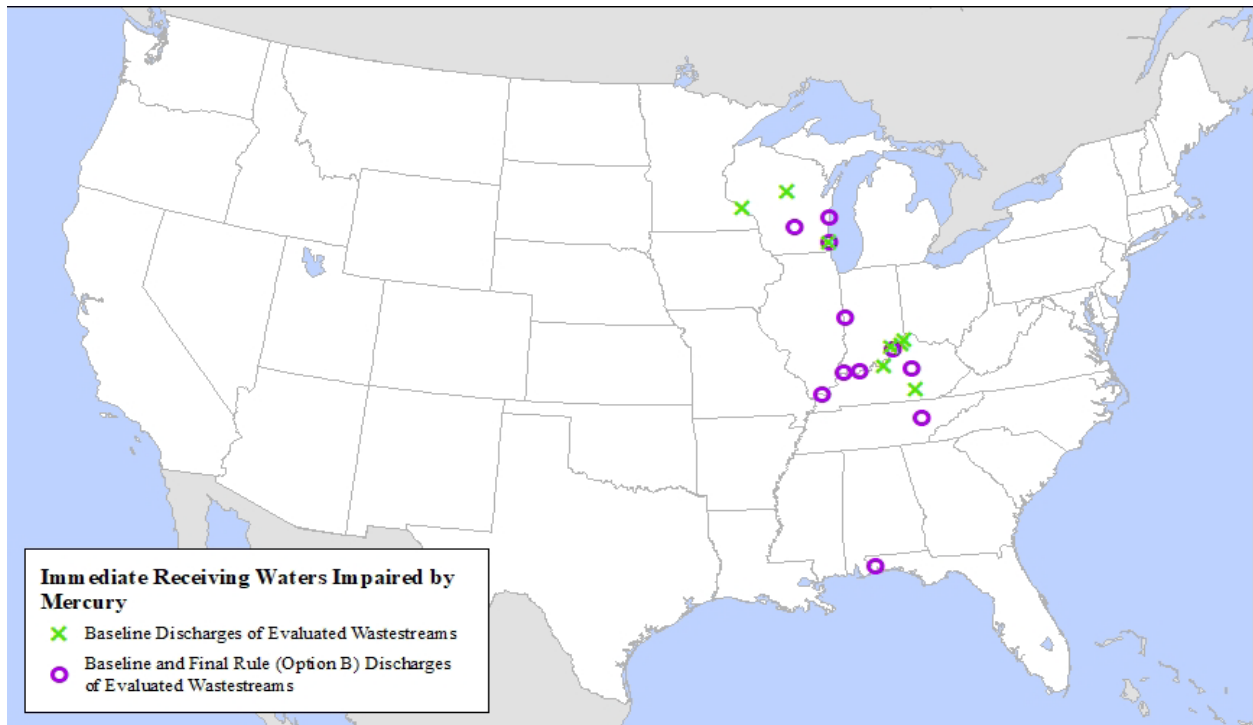 Immediate Receiving Waters Impaired by
Mercury
Baseline Discharges of Evaluated Wastestreams
Baseline and Final Rule (Option B) Discharges
of Evaluated Wastestreams